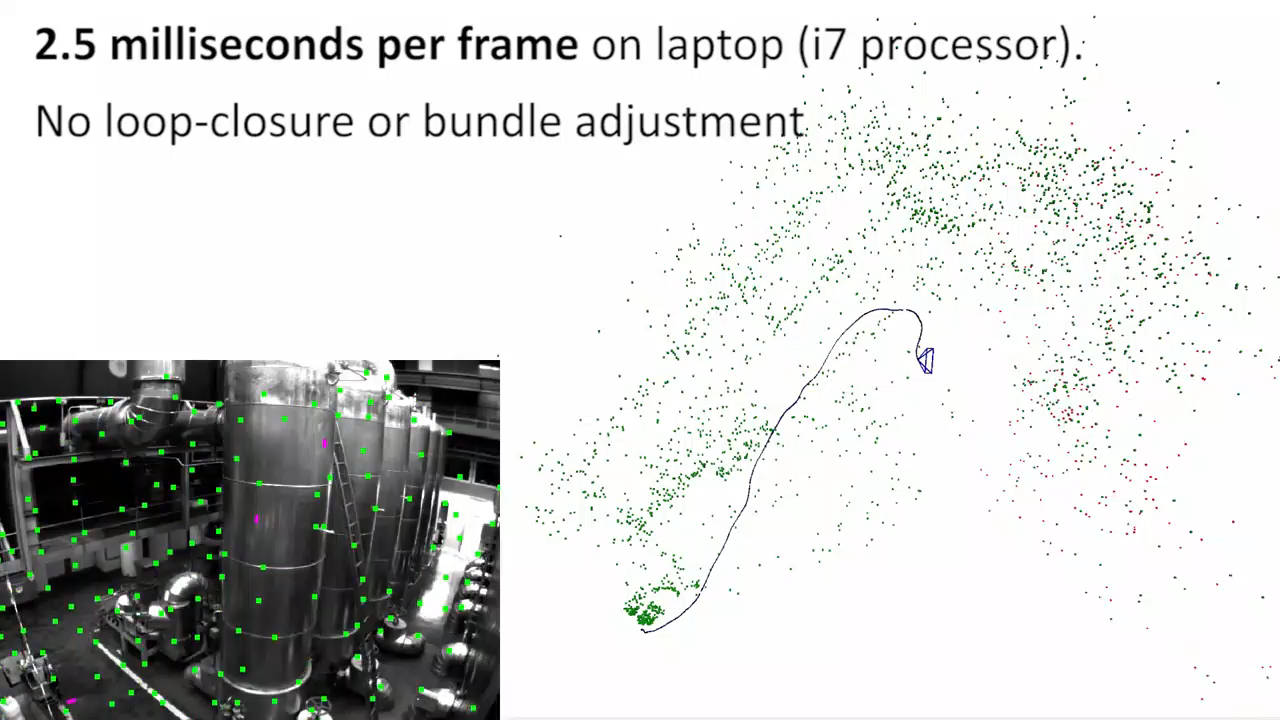 2.5 milliseconds per frame on laptop (i7 processor).
No loop-closure or bundle adjustment